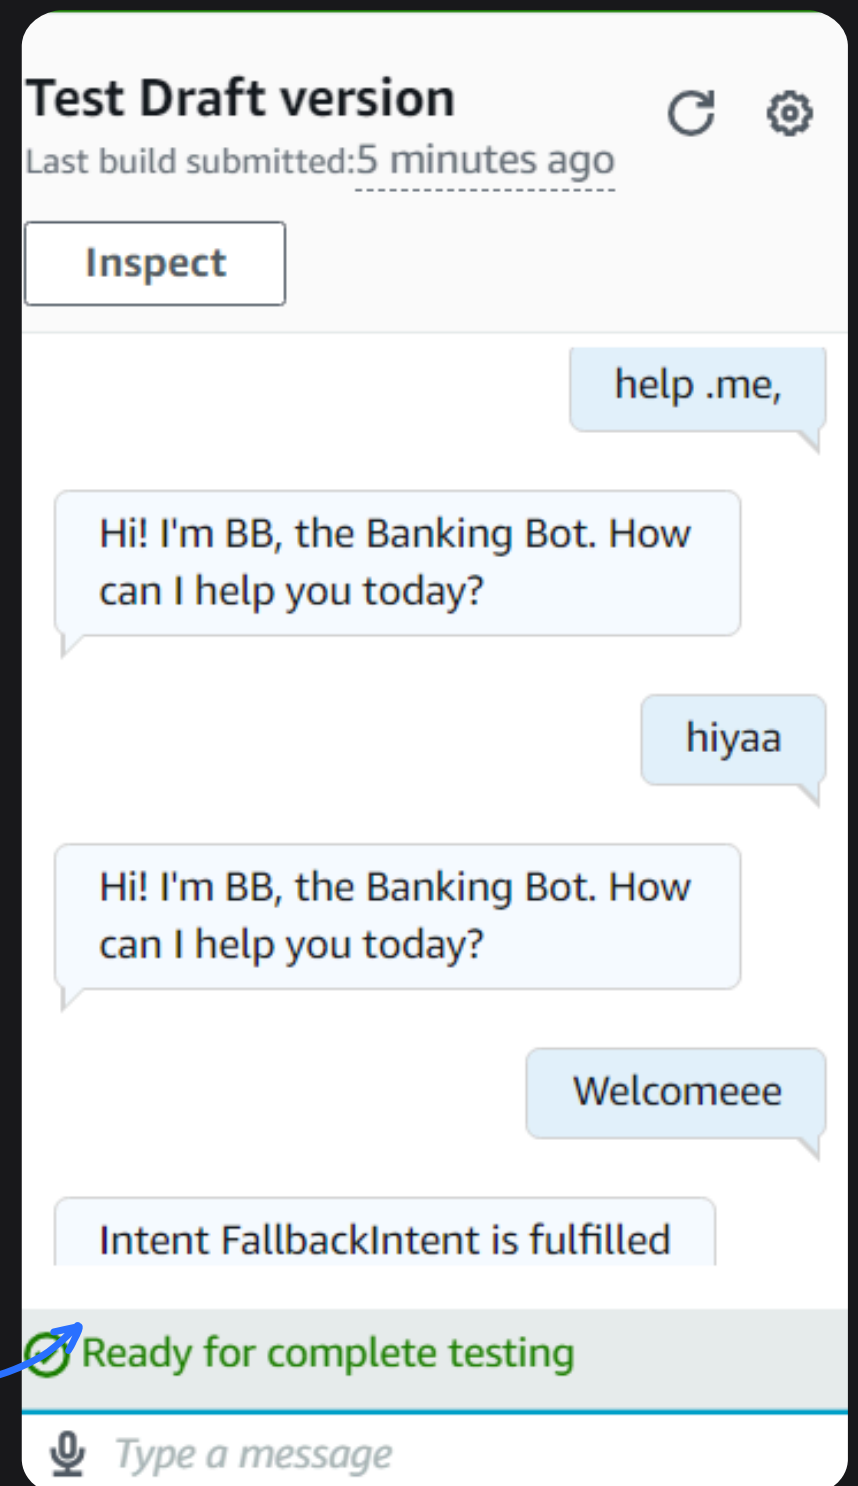 Test Draft version
Last build submitted:5 minutes ago
Inspect
help .me,
Hi! I'm BB, the Banking Bot. How
can I help you today?
hiyaa
Hi! I'm BB, the Banking Bot. How
can I help you today?
Welcomeee
Intent FallbackIntent is fulfilled
Ready for complete testing
Type a message